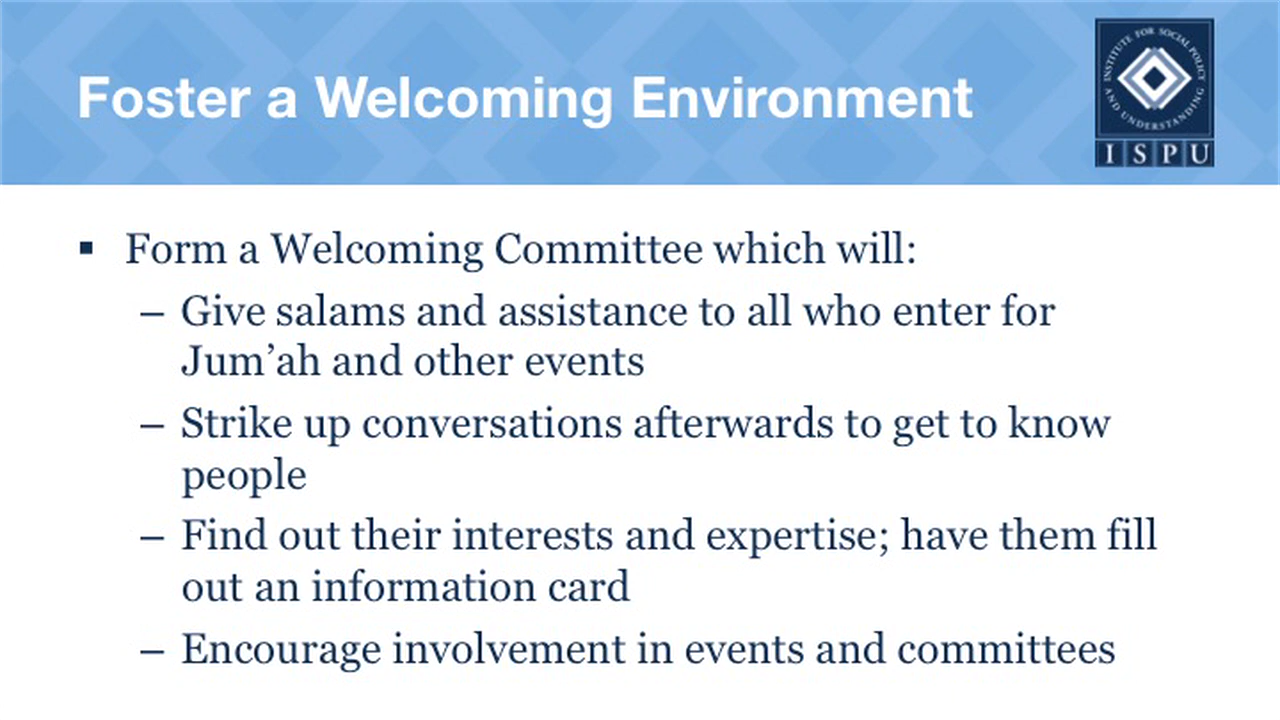 Foster a Welcoming Environment
INSTITUTE FOR SOCIAL POLICY
AND UNDERSTANDING
ISPU
▪ Form a Welcoming Committee which will:
– Give salams and assistance to all who enter for
Jum’ah and other events
– Strike up conversations afterwards to get to know
people
– Find out their interests and expertise; have them fill
out an information card
– Encourage involvement in events and committees